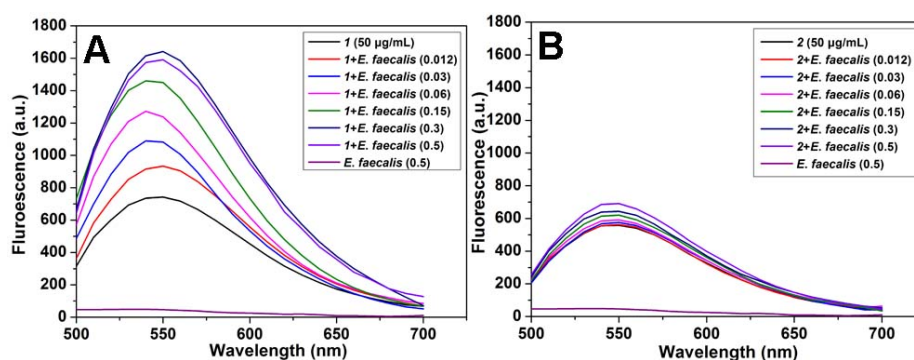 A
1800
1600
1400
1200
1000
800
600
400
200
0
500
550
600
650
700
Fluroescence (a.u.)
Wavelength (nm)
1 (50 µg/mL)
1+E. faecalis (0.012)
1+E. faecalis (0.03)
1+E. faecalis (0.06)
1+E. faecalis (0.15)
1+E. faecalis (0.3)
1+E. faecalis (0.5)
E. faecalis (0.5)
B
1800
1600
1400
1200
1000
800
600
400
200
0
500
550
600
650
700
Fluorescence (a.u.)
Wavelength (nm)
2 (50 µg/mL)
2+E. faecalis (0.012)
2+E. faecalis (0.03)
2+E. faecalis (0.06)
2+E. faecalis (0.15)
2+E. faecalis (0.3)
2+E. faecalis (0.5)
E. faecalis (0.5)